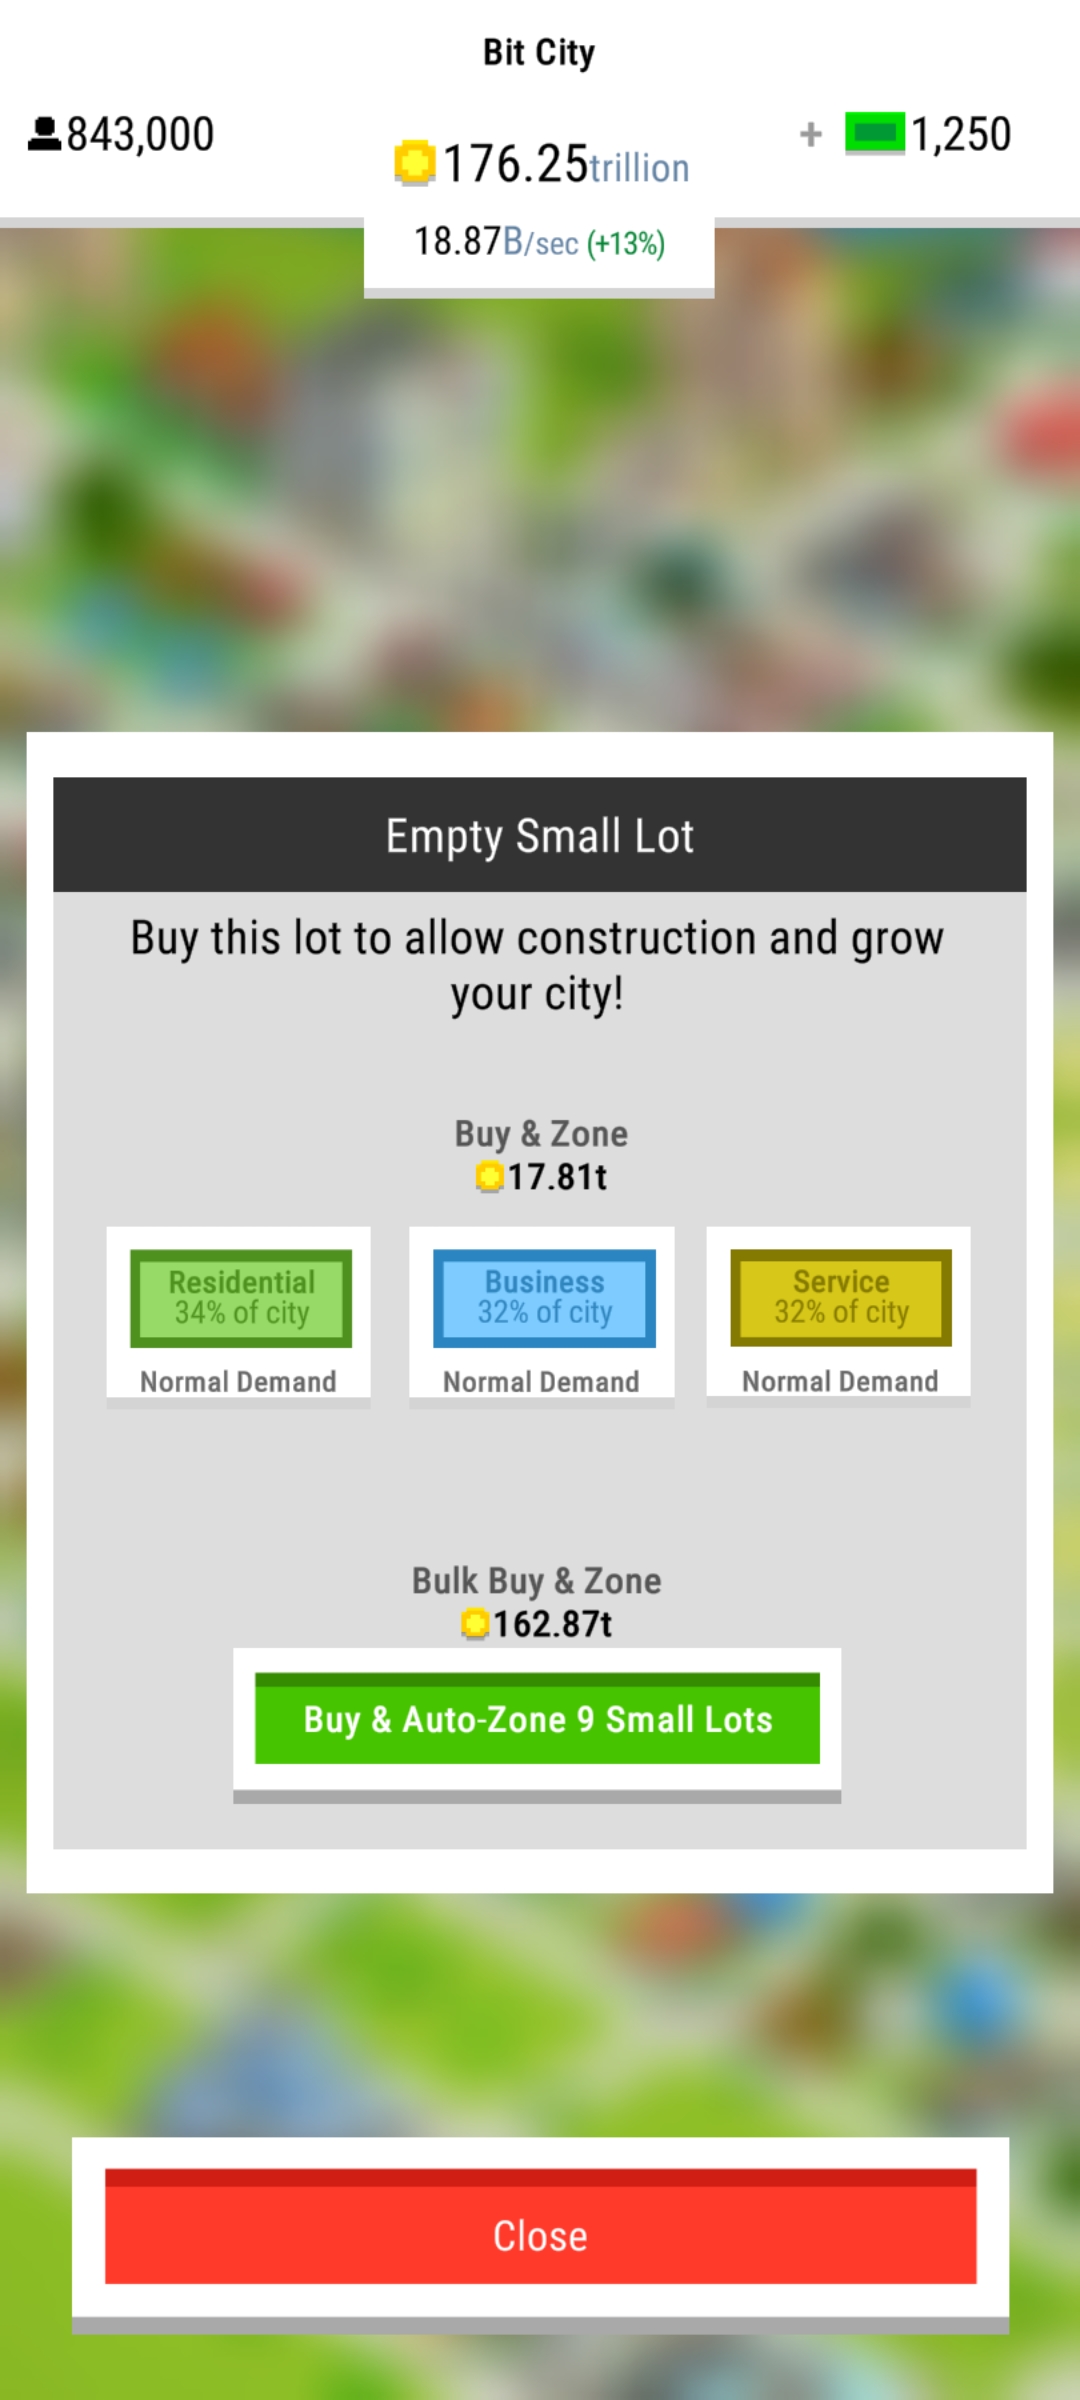 Bit City
843,000
176.25trillion
+ 1,250
18.87B/sec (+13%)
Empty Small Lot
Buy this lot to allow construction and grow
your city!
Buy & Zone
17.81t
Residential
34% of city
Normal Demand
Business
32% of city
Normal Demand
Service
32% of city
Normal Demand
Bulk Buy & Zone
162.87t
Buy & Auto-Zone 9 Small Lots
Close